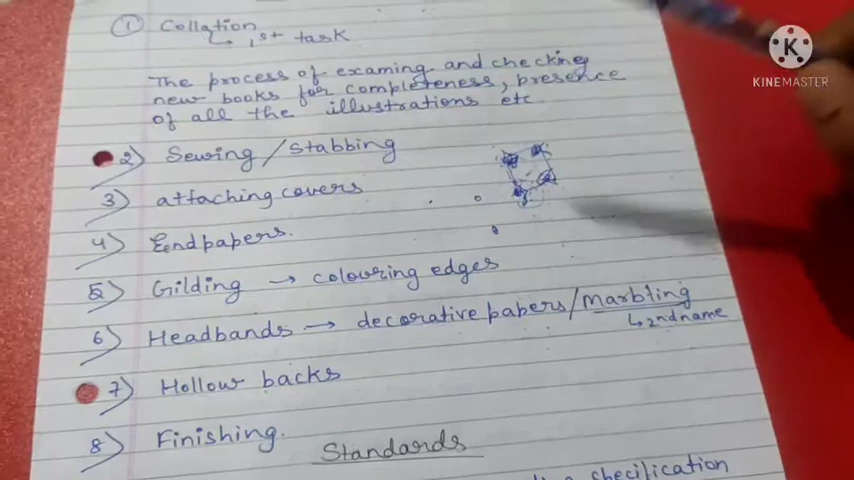 ① Collation
↳ 1st task
The process of examing and checking
new books for completeness, presence
of all the illustrations etc
2) Sewing/stabbing
3) attaching covers
4) Endpapers.
5) Gilding → colouring edges
6) Headbands → decorative papers/marbling
↳ 2nd name
7) Hollow backs
8) Finishing.
Standards
specification
K
KINEMASTER